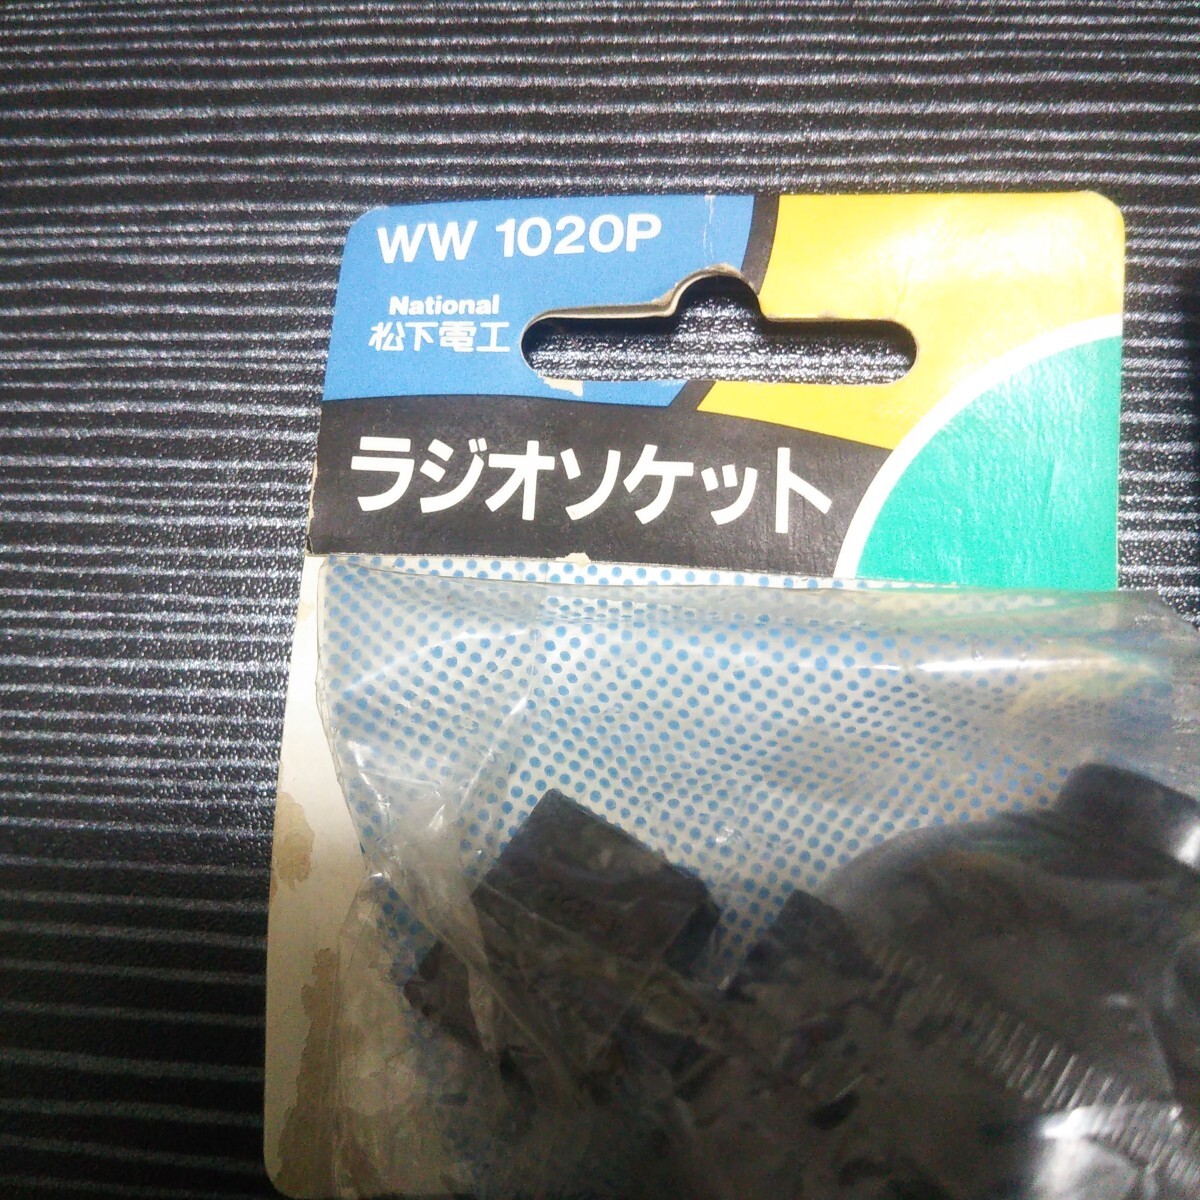 WW 1020P
National
松下電工
ラジオソケット